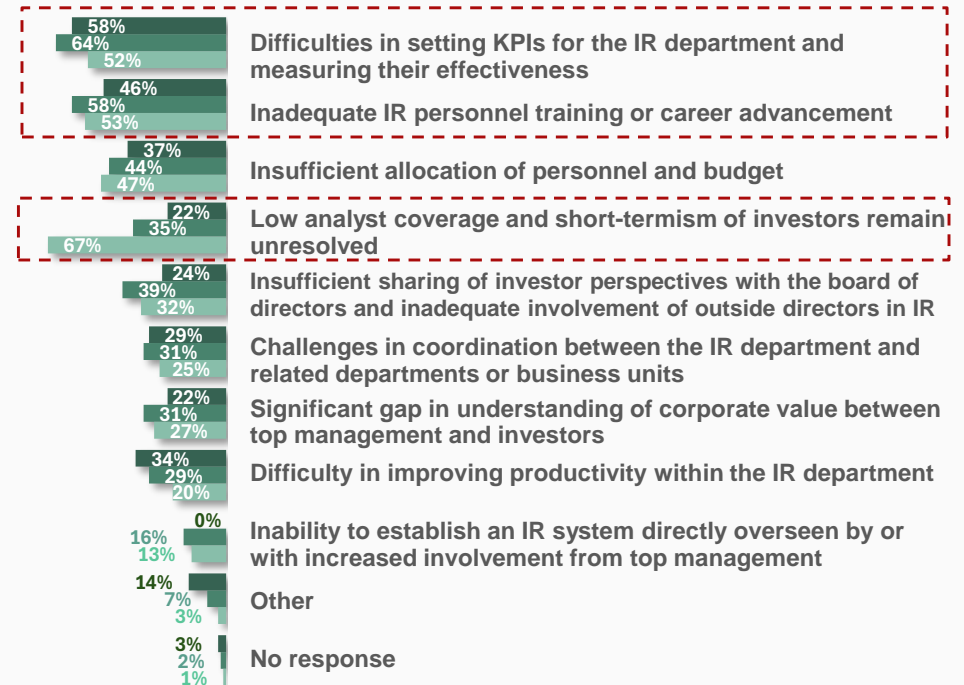 58%
64%
52%
Difficulties in setting KPIs for the IR department and
measuring their effectiveness
46%
58%
53%
Inadequate IR personnel training or career advancement
37%
44%
47%
Insufficient allocation of personnel and budget
22%
35%
67%
Low analyst coverage and short-termism of investors remain
unresolved
24%
39%
32%
Insufficient sharing of investor perspectives with the board of
directors and inadequate involvement of outside directors in IR
29%
31%
25%
Challenges in coordination between the IR department and
related departments or business units
22%
31%
27%
Significant gap in understanding of corporate value between
top management and investors
34%
29%
20%
Difficulty in improving productivity within the IR department
0%
16%
13%
Inability to establish an IR system directly overseen by or
with increased involvement from top management
14%
7%
3%
Other
3%
2%
1%
No response